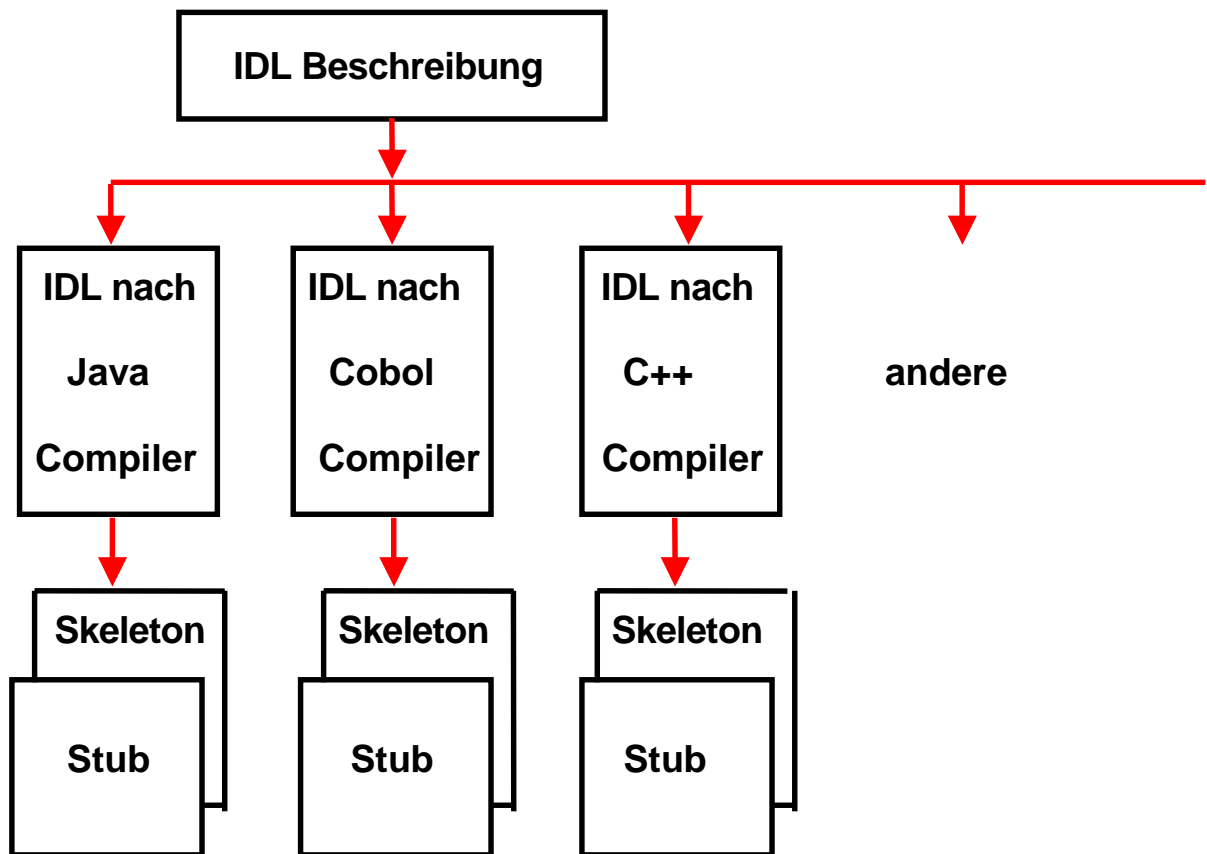 IDL Beschreibung
IDL nach
Java
Compiler
IDL nach
Cobol
Compiler
IDL nach
C++
Compiler
andere
Skeleton
Stub
Skeleton
Stub
Skeleton
Stub